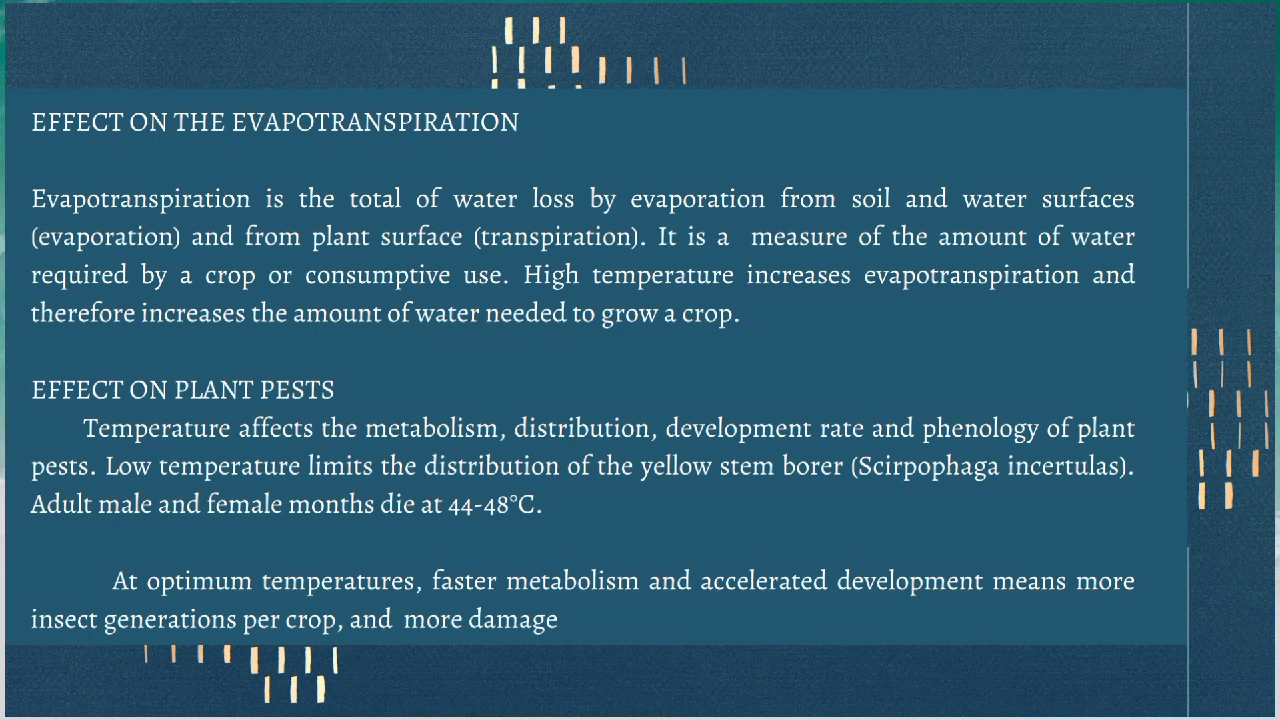 EFFECT ON THE EVAPOTRANSPIRATION
Evapotranspiration is the total of water loss by evaporation from soil and water surfaces
(evaporation) and from plant surface (transpiration). It is a measure of the amount of water
required by a crop or consumptive use. High temperature increases evapotranspiration and
therefore increases the amount of water needed to grow a crop.
EFFECT ON PLANT PESTS
Temperature affects the metabolism, distribution, development rate and phenology of plant
pests. Low temperature limits the distribution of the yellow stem borer (Scirpophaga incertulas).
Adult male and female months die at 44-48°C.
At optimum temperatures, faster metabolism and accelerated development means more
insect generations per crop, and more damage